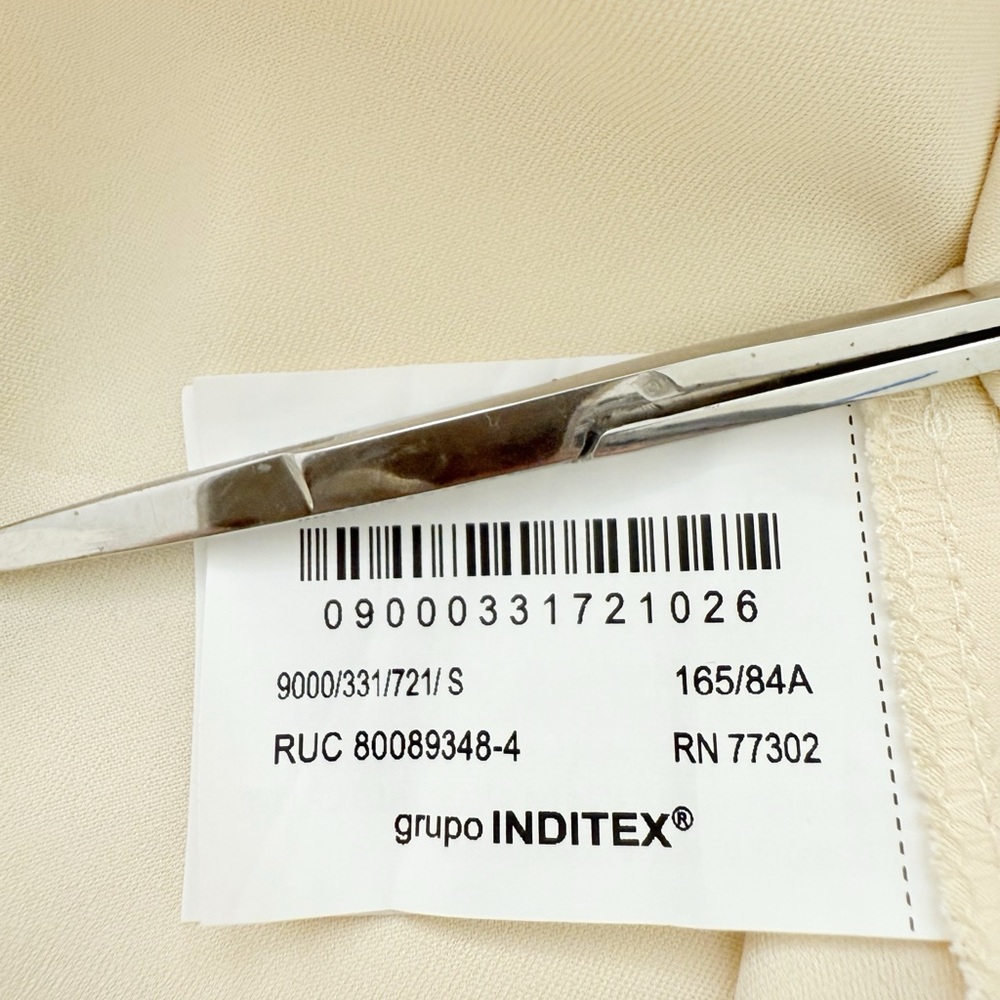 09000331721026
9000/331/721/ S 165/84A
RUC 80089348-4 RN 77302
grupo INDITEX®